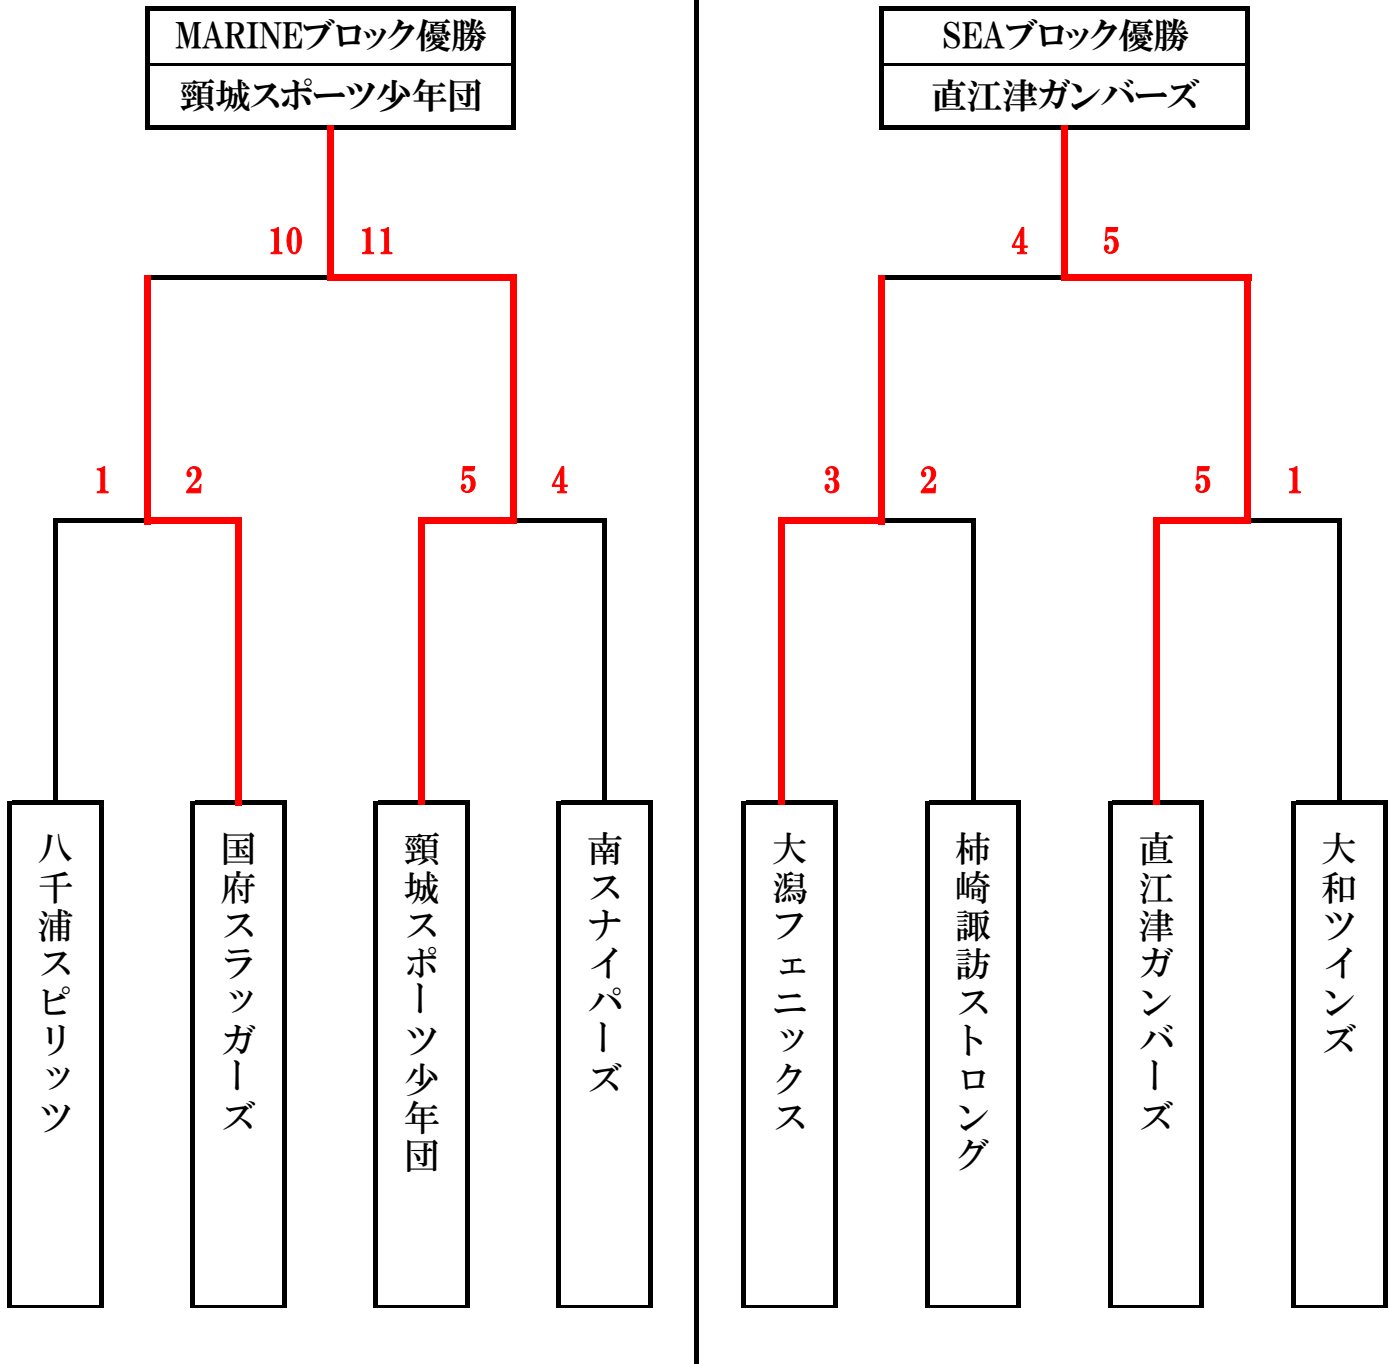 MARINEブロック優勝
頸城スポーツ少年団
10 11
1 2 5 4
八千浦スピリッツ
国府スラッガーズ
頸城スポーツ少年団
南スナイパーズ
SEAブロック優勝
直江津ガンバーズ
4 5
3 2 5 1
大潟フェニックス
柿崎諏訪ストロング
直江津ガンバーズ
大和ツインズ